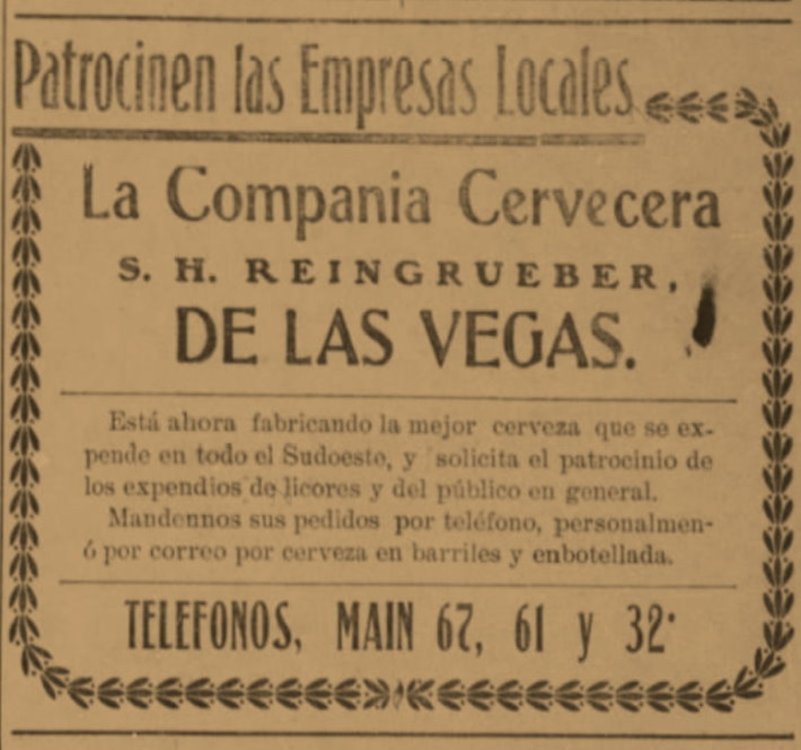 Patrocinen las Empresas Locales
La Compania Cervecera
S. H. REINGRUEBER,
DE LAS VEGAS.
Está ahora fabricando la mejor cerveza que se ex-
pende en todo el Sudoeste, y solicita el patrocinio de
los expendios de licores y del público en general.
Mandennos sus pedidos por teléfono, personalmen-
ó por correo por cerveza en barriles y enbotellada.
TELEFONOS, MAIN 67, 61 y 32·